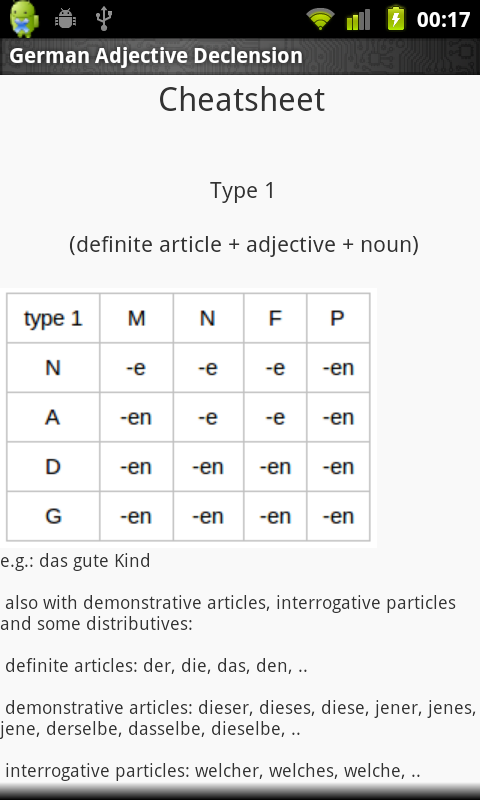 00:17
German Adjective Declension
Cheatsheet
Type 1
(definite article + adjective + noun)
type 1 M N F P
N -e -e -e -en
A -en -e -e -en
D -en -en -en -en
G -en -en -en -en
e.g.: das gute Kind
also with demonstrative articles, interrogative particles
and some distributives:
definite articles: der, die, das, den, ..
demonstrative articles: dieser, dieses, diese, jener, jenes,
jene, derselbe, dasselbe, dieselbe, ..
interrogative particles: welcher, welches, welche, ..